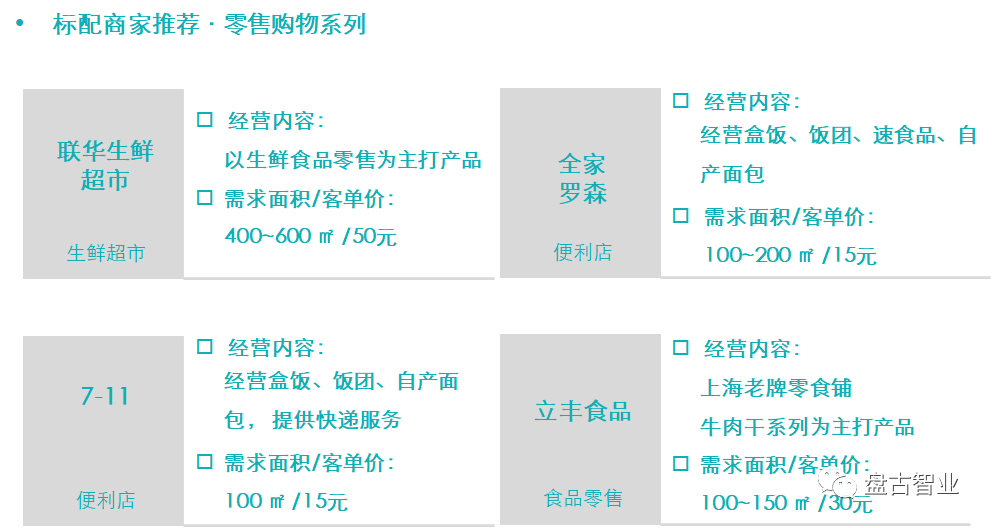 • 标配商家推荐·零售购物系列
联华生鲜
超市
生鲜超市
□ 经营内容：
以生鲜食品零售为主打产品
□ 需求面积/客单价：
400~600 ㎡ /50元
全家
罗森
便利店
□ 经营内容：
经营盒饭、饭团、速食品、自
产面包
□ 需求面积/客单价：
100~200 ㎡ /15元
7-11
便利店
□ 经营内容：
经营盒饭、饭团、自产面
包， 提供快递服务
□ 需求面积/客单价：
100 ㎡ /15元
立丰食品
食品零售
□ 经营内容：
上海老牌零食铺
牛肉干系列为主打产品
□ 需求面积/客单价：
100~150 ㎡ /30元
盘古智业